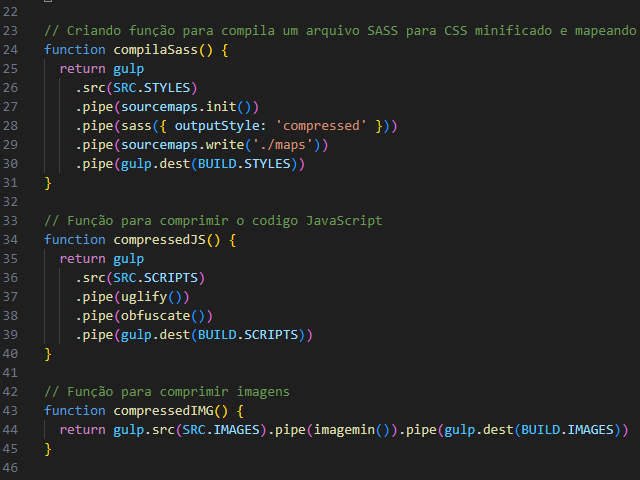 22
23 // Criando função para compila um arquivo SASS para CSS minificado e mapeando
24 function compilaSass() {
25 return gulp
26 .src(SRC.STYLES)
27 .pipe(sourcemaps.init())
28 .pipe(sass({ outputStyle: 'compressed' }))
29 .pipe(sourcemaps.write('./maps'))
30 .pipe(gulp.dest(BUILD.STYLES))
31 }
32
33 // Função para comprimir o codigo JavaScript
34 function compressedJS() {
35 return gulp
36 .src(SRC.SCRIPTS)
37 .pipe(uglify())
38 .pipe(obfuscate())
39 .pipe(gulp.dest(BUILD.SCRIPTS))
40 }
41
42 // Função para comprimir imagens
43 function compressedIMG() {
44 return gulp.src(SRC.IMAGES).pipe(imagemin()).pipe(gulp.dest(BUILD.IMAGES))
45 }
46